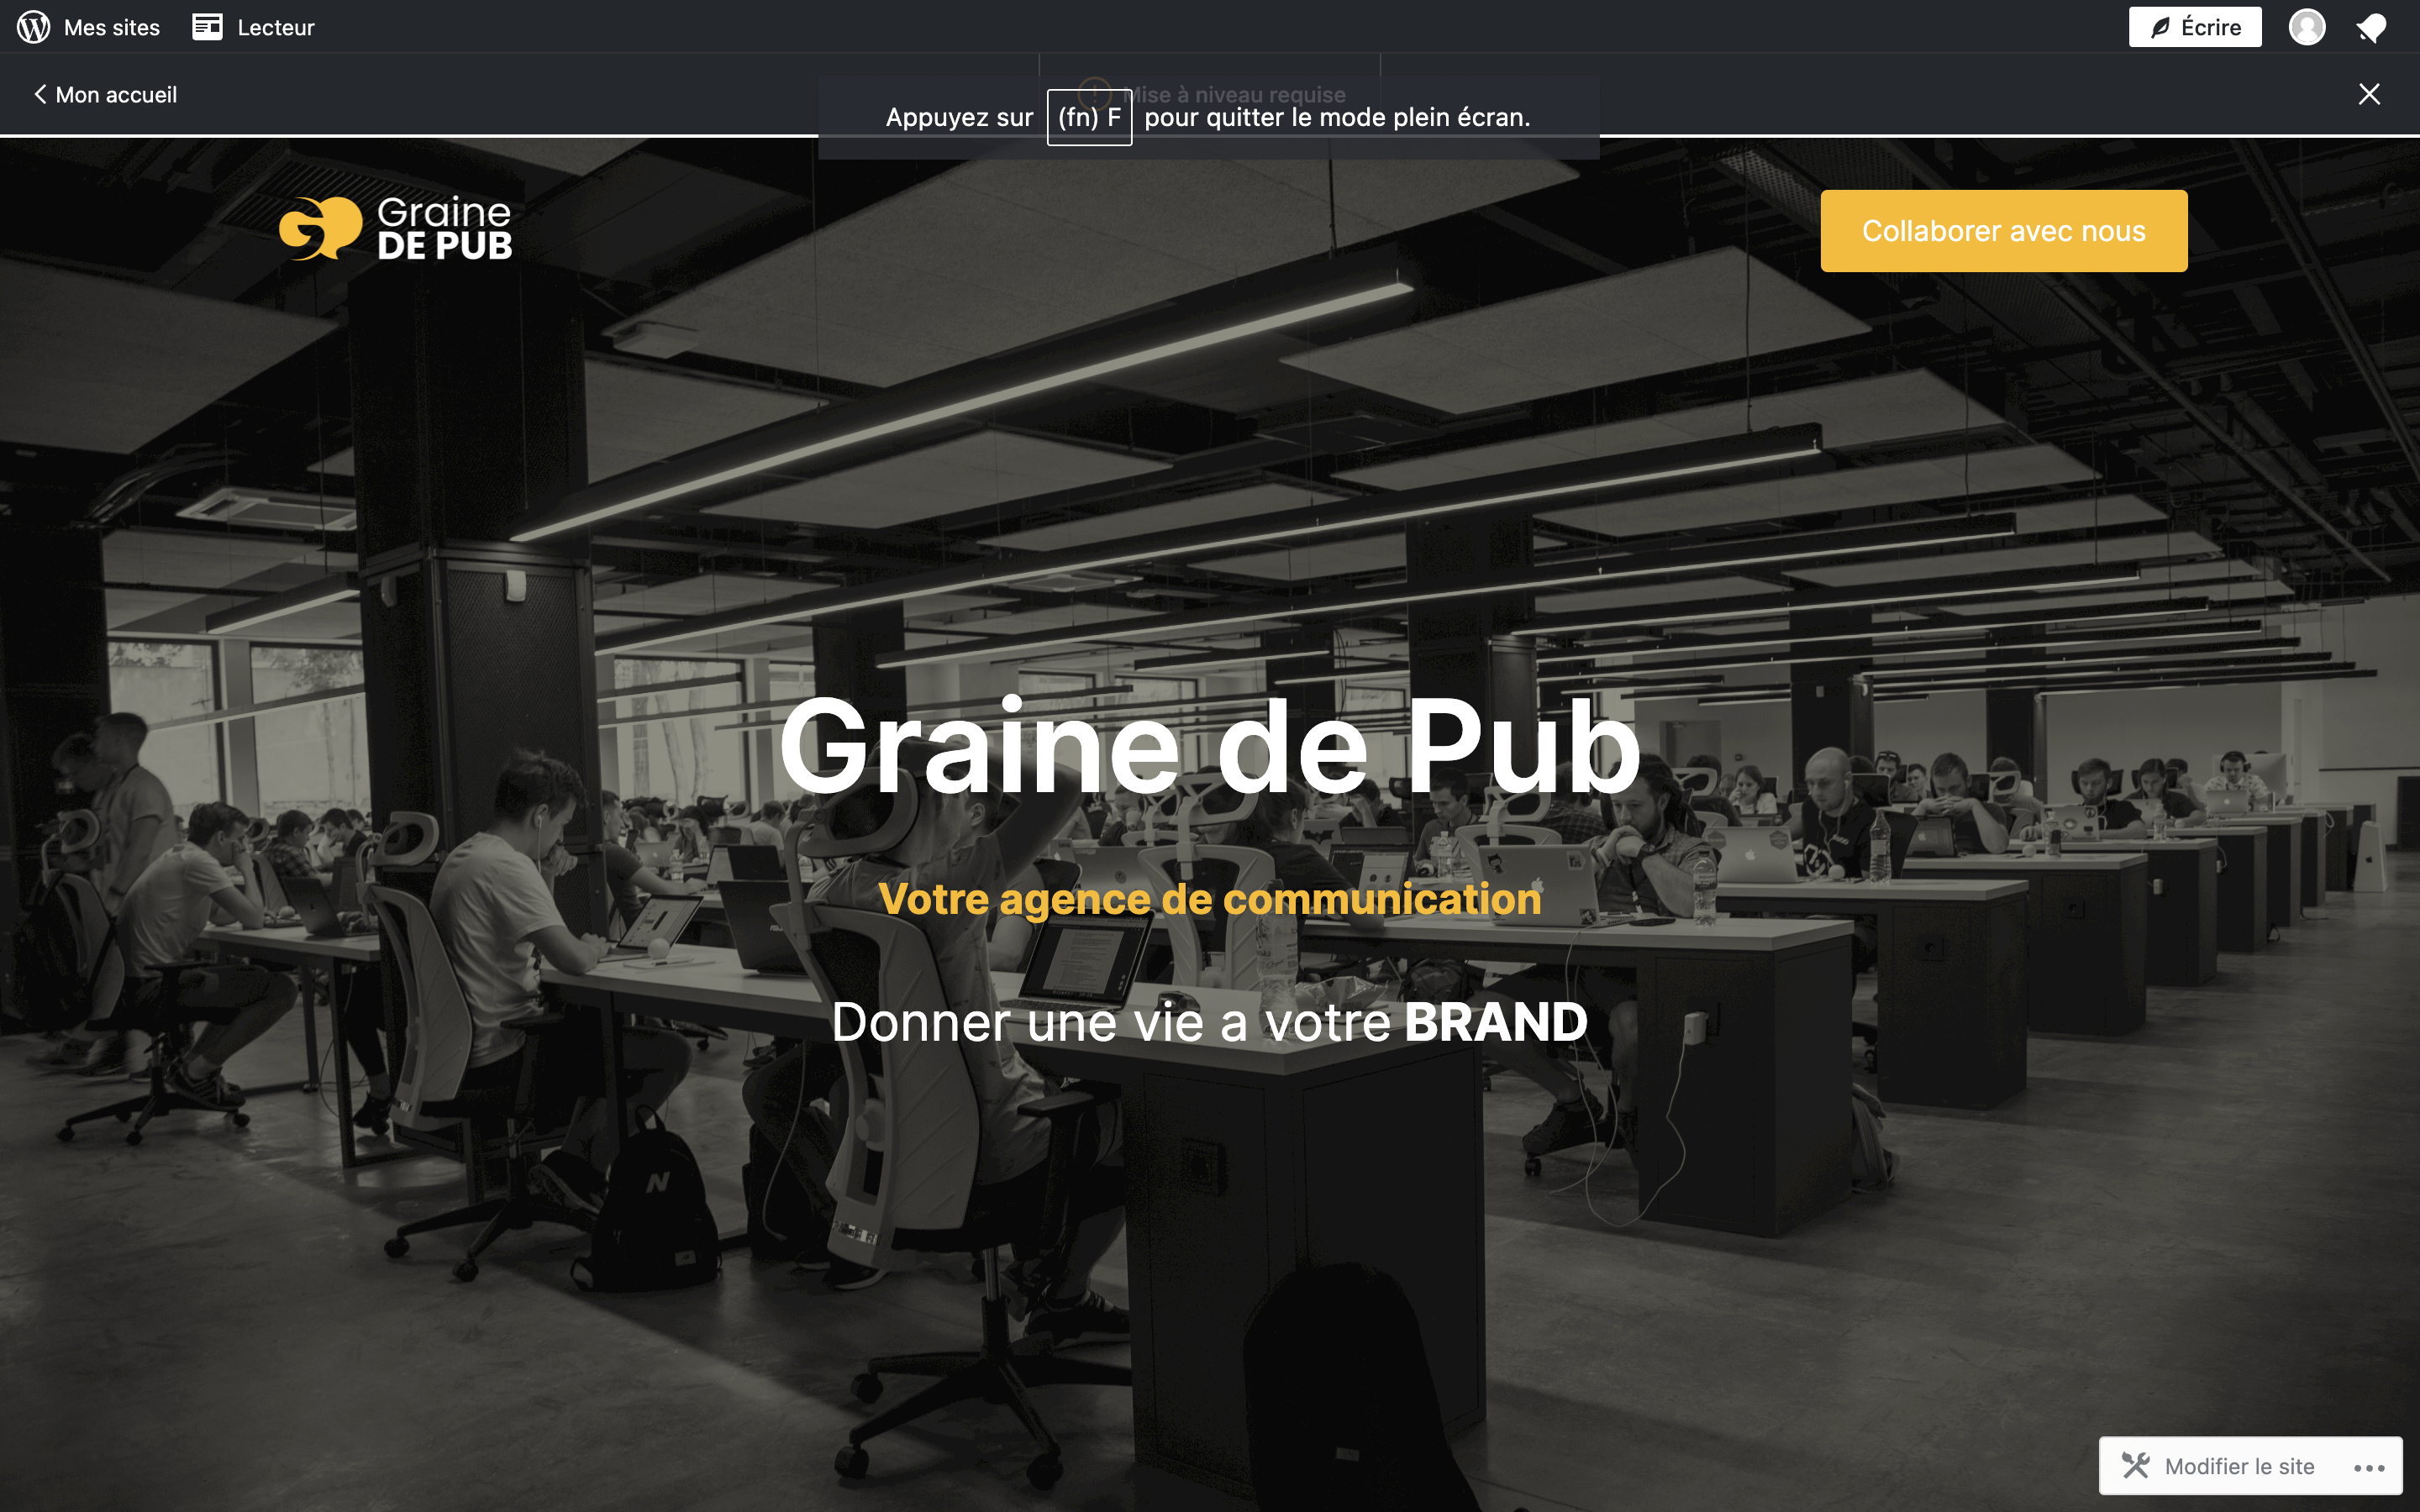 Mes sites
Lecteur
Écrire
Mon accueil
Mise à niveau requise
Appuyez sur (fn) F pour quitter le mode plein écran.
Graine
DE PUB
Collaborer avec nous
Graine de Pub
Votre agence de communication
Donner une vie a votre BRAND
N
Modifier le site